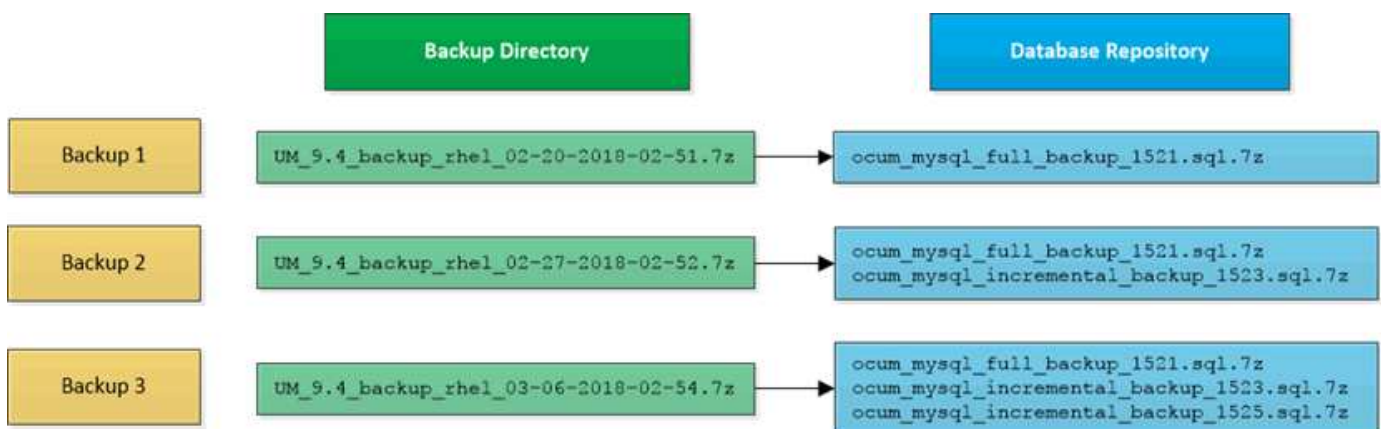 Backup Directory
Database Repository
Backup 1
UM_9.4_backup_rhel_02-20-2018-02-51.7z
ocum_mysql_full_backup_1521.sql.7z
Backup 2
UM_9.4_backup_rhel_02-27-2018-02-52.7z
ocum_mysql_full_backup_1521.sql.7z
ocum_mysql_incremental_backup_1523.sql.7z
Backup 3
UM_9.4_backup_rhel_03-06-2018-02-54.7z
ocum_mysql_full_backup_1521.sql.7z
ocum_mysql_incremental_backup_1523.sql.7z
ocum_mysql_incremental_backup_1525.sql.7z